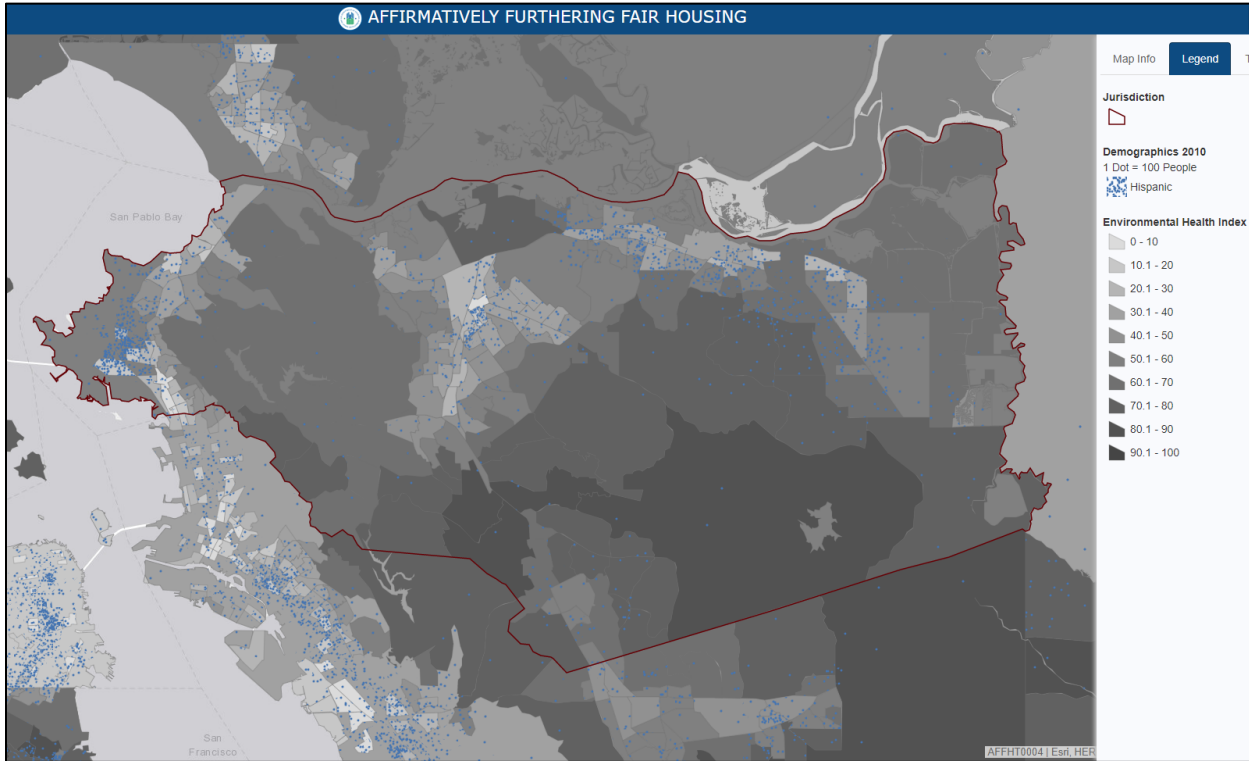 AFFIRMATIVELY FURTHERING FAIR HOUSING
Map Info
Legend
T
Jurisdiction
Demographics 2010
1 Dot = 100 People
Hispanic
Environmental Health Index
0 - 10
10.1 - 20
20.1 - 30
30.1 - 40
40.1 - 50
50.1 - 60
60.1 - 70
70.1 - 80
80.1 - 90
90.1 - 100
San Pablo Bay
San
Francisco
AFFHT0004 | Esri, HER